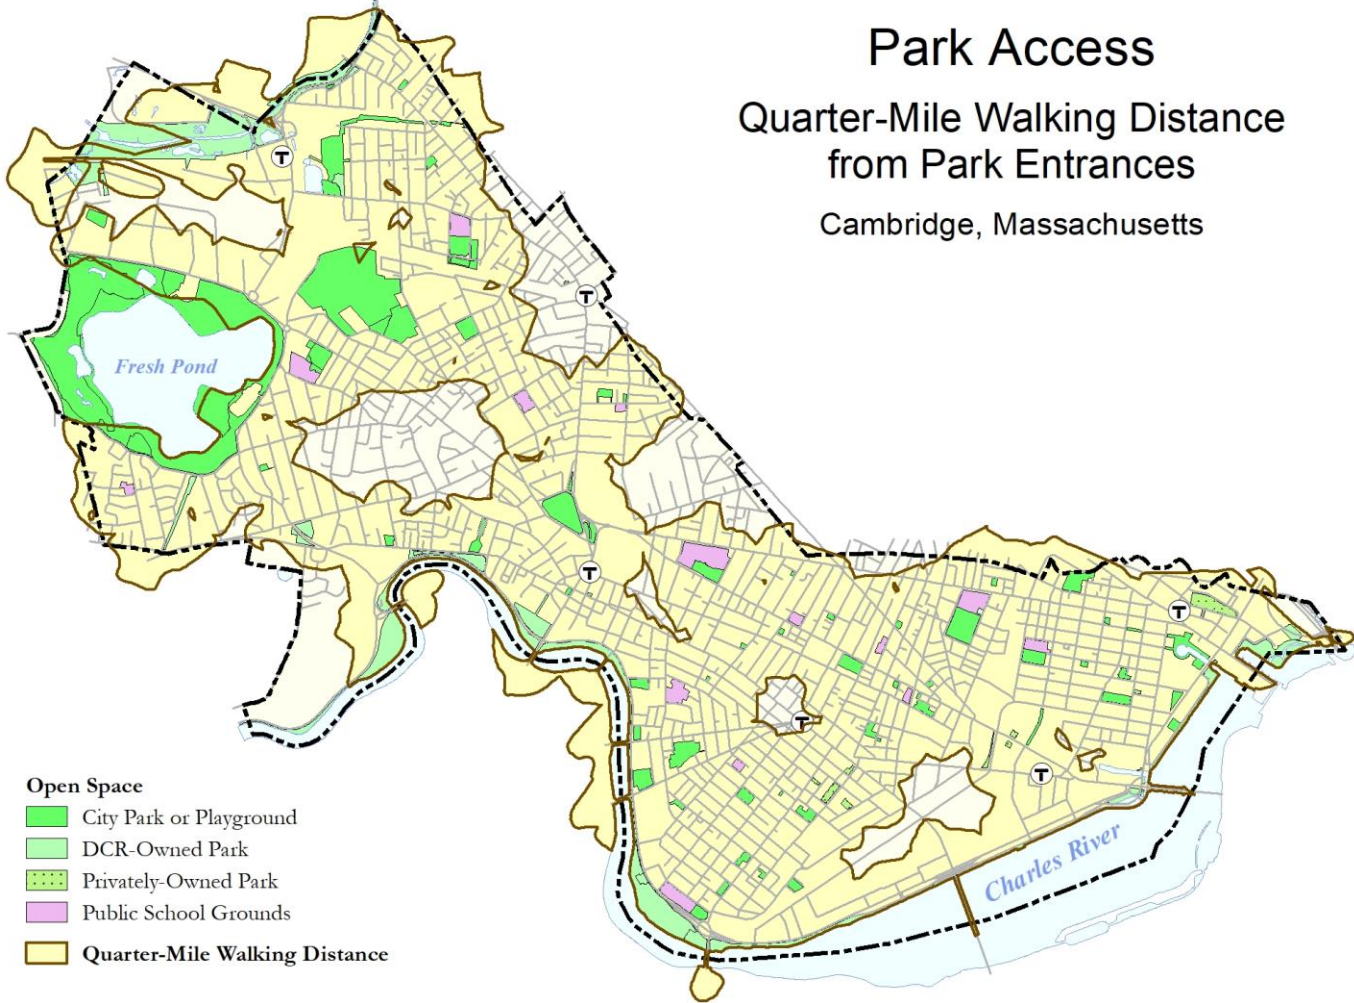 Park Access
Quarter-Mile Walking Distance
from Park Entrances
Cambridge, Massachusetts
T
T
Fresh Pond
T
T
T
T
Charles River
Open Space
City Park or Playground
DCR-Owned Park
Privately-Owned Park
Public School Grounds
Quarter-Mile Walking Distance